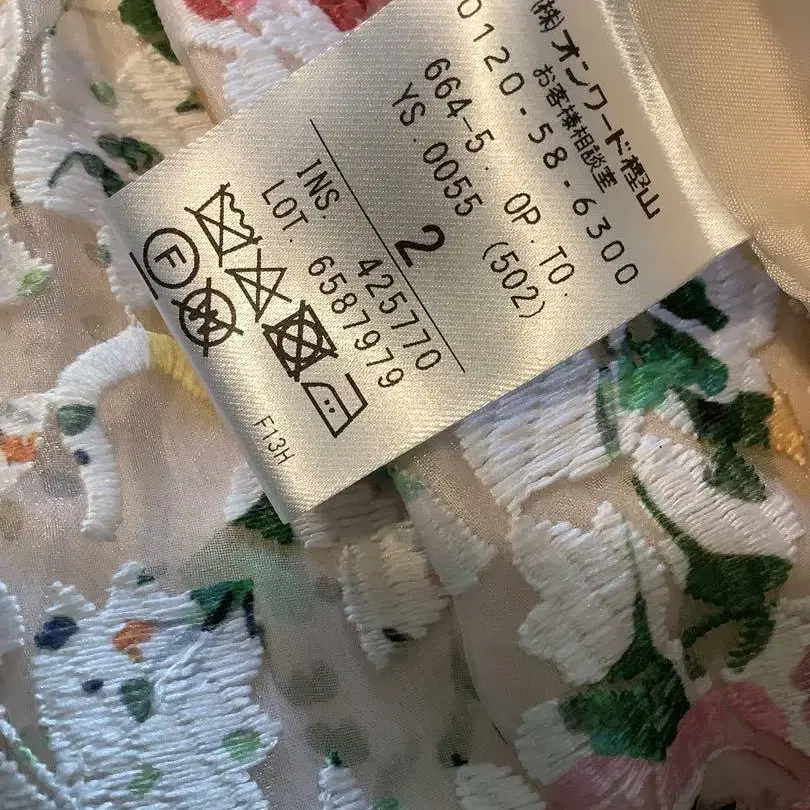 (株)オンワード樫山
お客様相談室
0120-58-6300
664-5. OP.TO.
YS.0055 (502)
2
INS. 425770
LOT. 6587979
F
W
F13H